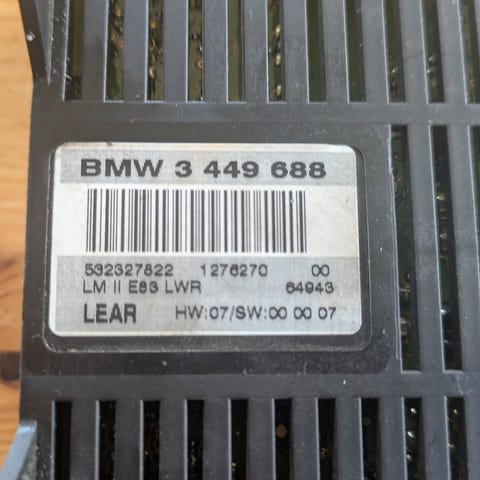 BMW 3 449 688
532327822 1276270 00
LM II E83 LWR 64943
LEAR HW:07/SW:00 00 07